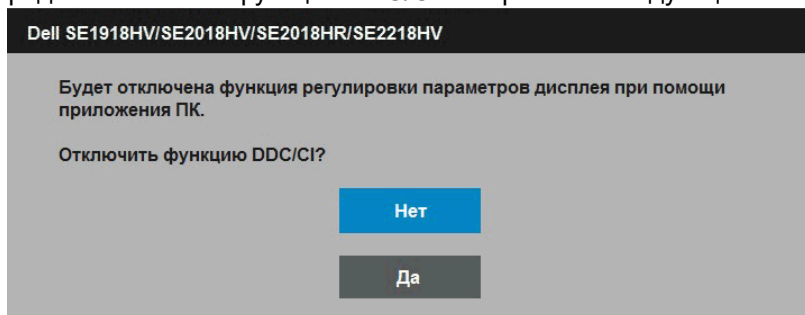 Dell SE1918HV/SE2018HV/SE2018HR/SE2218HV
Будет отключена функция регулировки параметров дисплея при помощи
приложения ПК.
Отключить функцию DDC/CI?
Нет
Да